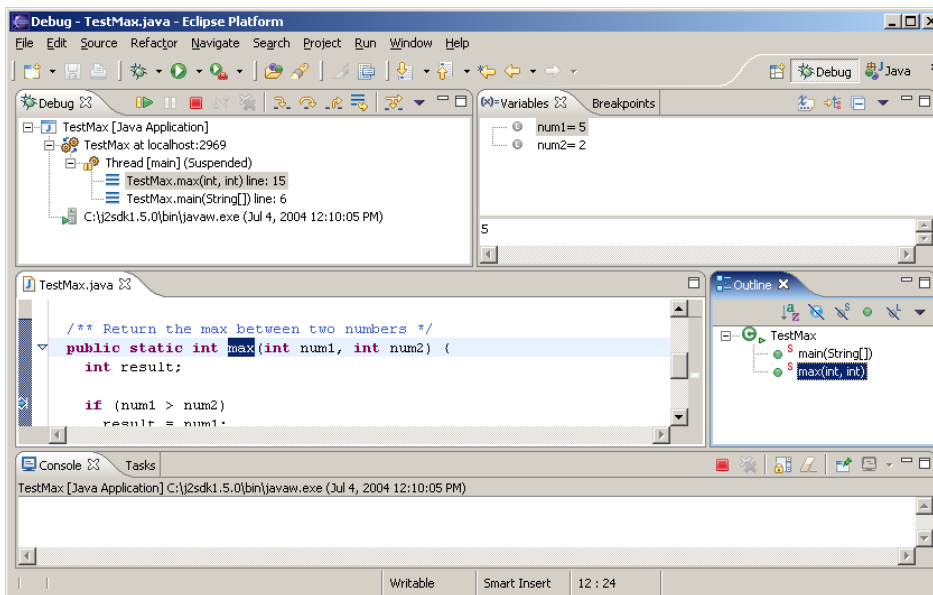 Debug - TestMax.java - Eclipse Platform
File Edit Source Refactor Navigate Search Project Run Window Help
Debug Java
Debug
TestMax [Java Application]
TestMax at localhost:2969
Thread [main] (Suspended)
TestMax.max(int, int) line: 15
TestMax.main(String[]) line: 6
C:\j2sdk1.5.0\bin\javaw.exe (Jul 4, 2004 12:10:05 PM)
(x)=Variables Breakpoints
num1= 5
num2= 2
5
TestMax.java
/** Return the max between two numbers */
public static int max(int num1, int num2) {
int result;
if (num1 > num2)
result = num1;
Outline
TestMax
main(String[])
max(int, int)
Console Tasks
TestMax [Java Application] C:\j2sdk1.5.0\bin\javaw.exe (Jul 4, 2004 12:10:05 PM)
Writable Smart Insert 12 : 24